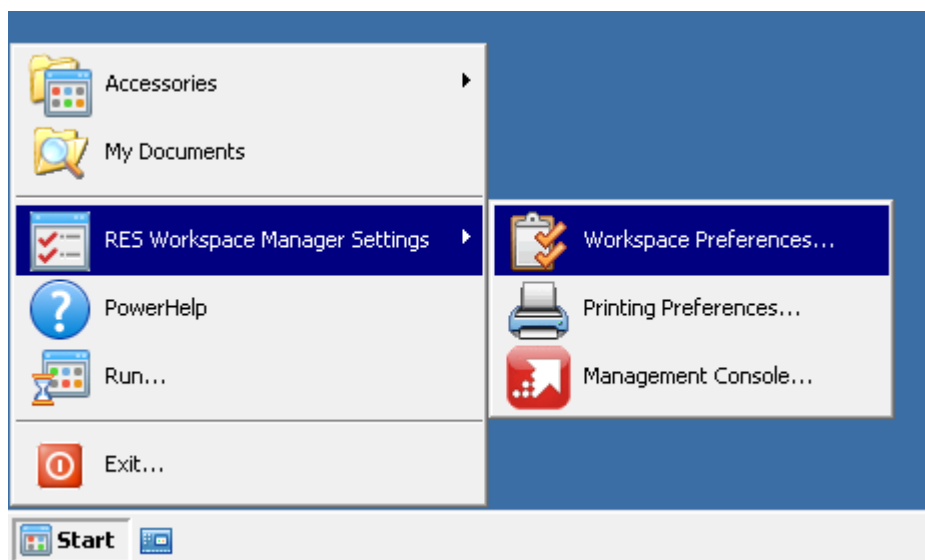 Accessories
My Documents
RES Workspace Manager Settings
Workspace Preferences...
PowerHelp
Printing Preferences...
Run...
Management Console...
Exit...
Start